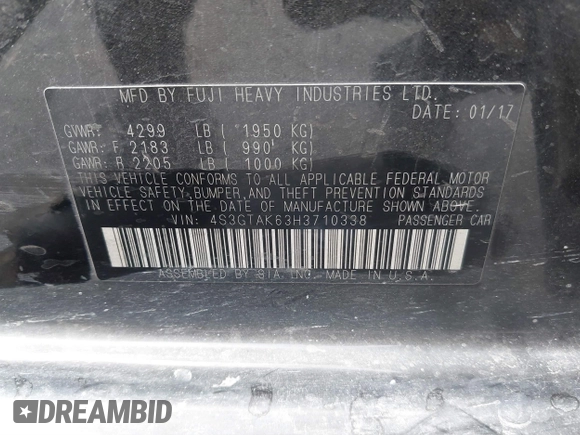 MFD BY FUJI HEAVY INDUSTRIES LTD.
DATE: 01/17
GVWR: 4299 LB ( 1950 KG)
GAWR: F 2183 LB ( 990 KG)
GAWR: R 2205 LB ( 1000 KG)
THIS VEHICLE CONFORMS TO ALL APPLICABLE FEDERAL MOTOR
VEHICLE SAFETY, BUMPER, AND THEFT PREVENTION STANDARDS
IN EFFECT ON THE DATE OF MANUFACTURE SHOWN ABOVE.
VIN: 4S3GTAK63H3710338 PASSENGER CAR
ASSEMBLED BY SIA, INC. MADE IN U.S.A.
DREAMBID